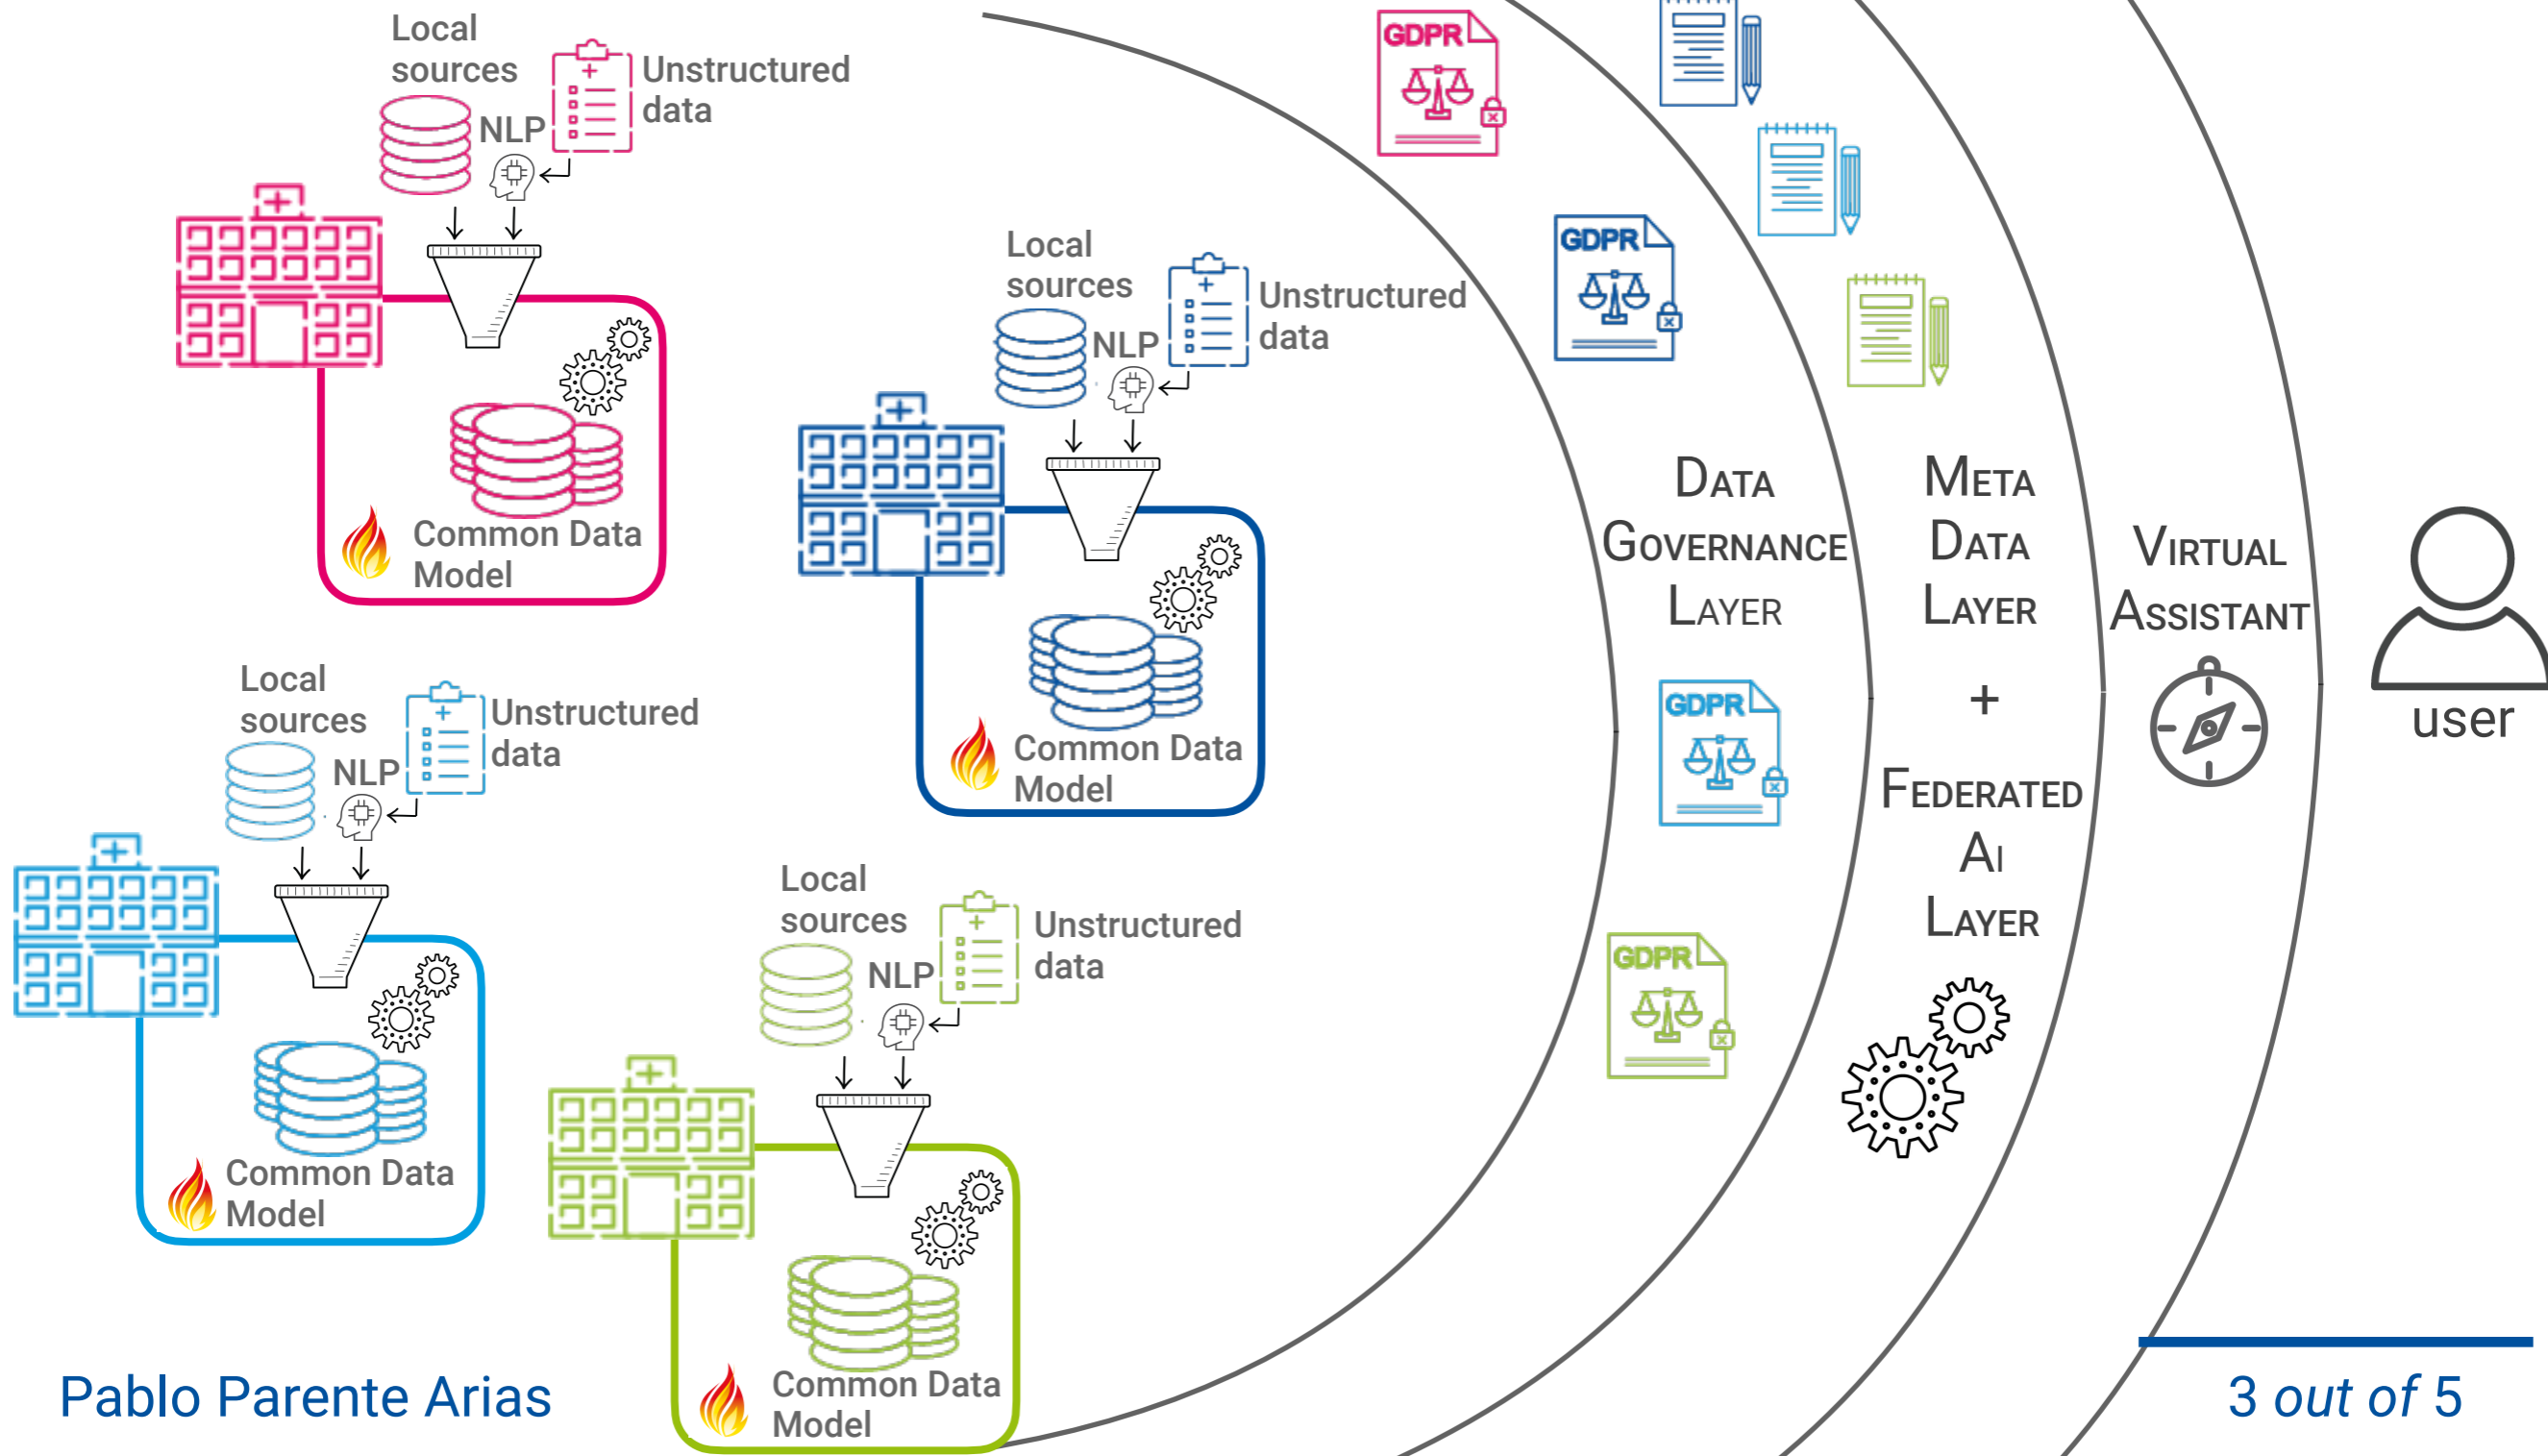 Local
sources
Unstructured
data
NLP
Common Data
Model
Local
sources
Unstructured
data
NLP
Common Data
Model
Local
sources
Unstructured
data
NLP
Common Data
Model
Local
sources
Unstructured
data
NLP
Common Data
Model
GDPR
GDPR
GDPR
GDPR
DATA
GOVERNANCE
LAYER
META
DATA
LAYER
+
FEDERATED
AI
LAYER
VIRTUAL
ASSISTANT
user
Pablo Parente Arias
3 out of 5